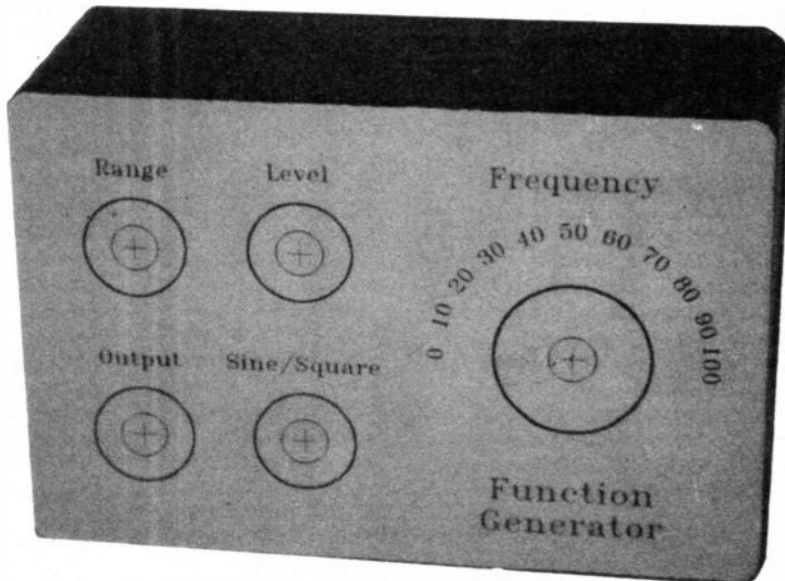 Range
Level
Frequency
0 10 20 30 40 50 60 70 80 90 100
Output
Sine/Square
Function
Generator